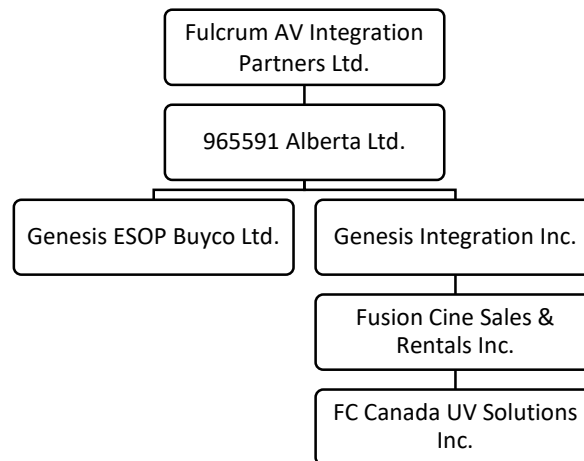 Fulcrum AV Integration
Partners Ltd.
965591 Alberta Ltd.
Genesis ESOP Buyco Ltd.
Genesis Integration Inc.
Fusion Cine Sales &
Rentals Inc.
FC Canada UV Solutions
Inc.